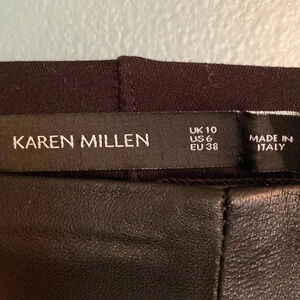 KAREN MILLEN
UK 10
US 6
EU 38
MADE IN
ITALY